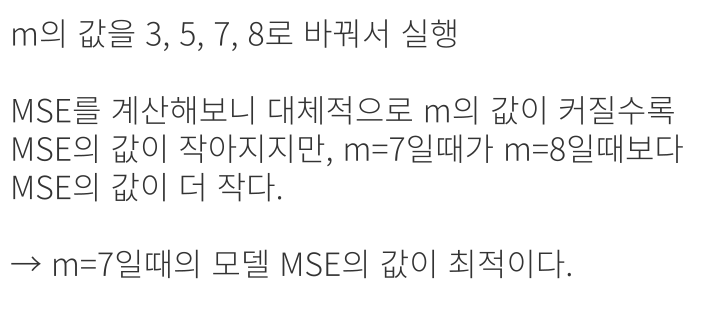 m의 값을 3, 5, 7, 8로 바꿔서 실행
MSE를 계산해보니 대체적으로 m의 값이 커질수록
MSE의 값이 작아지지만, m=7일때가 m=8일때보다
MSE의 값이 더 작다.
→ m=7일때의 모델 MSE의 값이 최적이다.